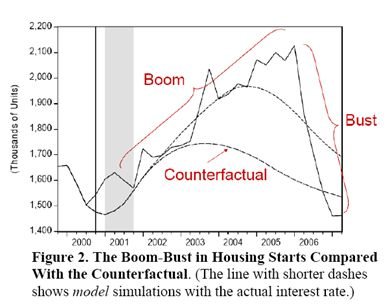 2,200
2,100
2,000
1,900
1,800
1,700
1,600
1,500
1,400
(Thousands of Units)
Boom
Bust
Counterfactual
2000 2001 2002 2003 2004 2005 2006
Figure 2. The Boom-Bust in Housing Starts Compared
With the Counterfactual. (The line with shorter dashes
shows model simulations with the actual interest rate.)